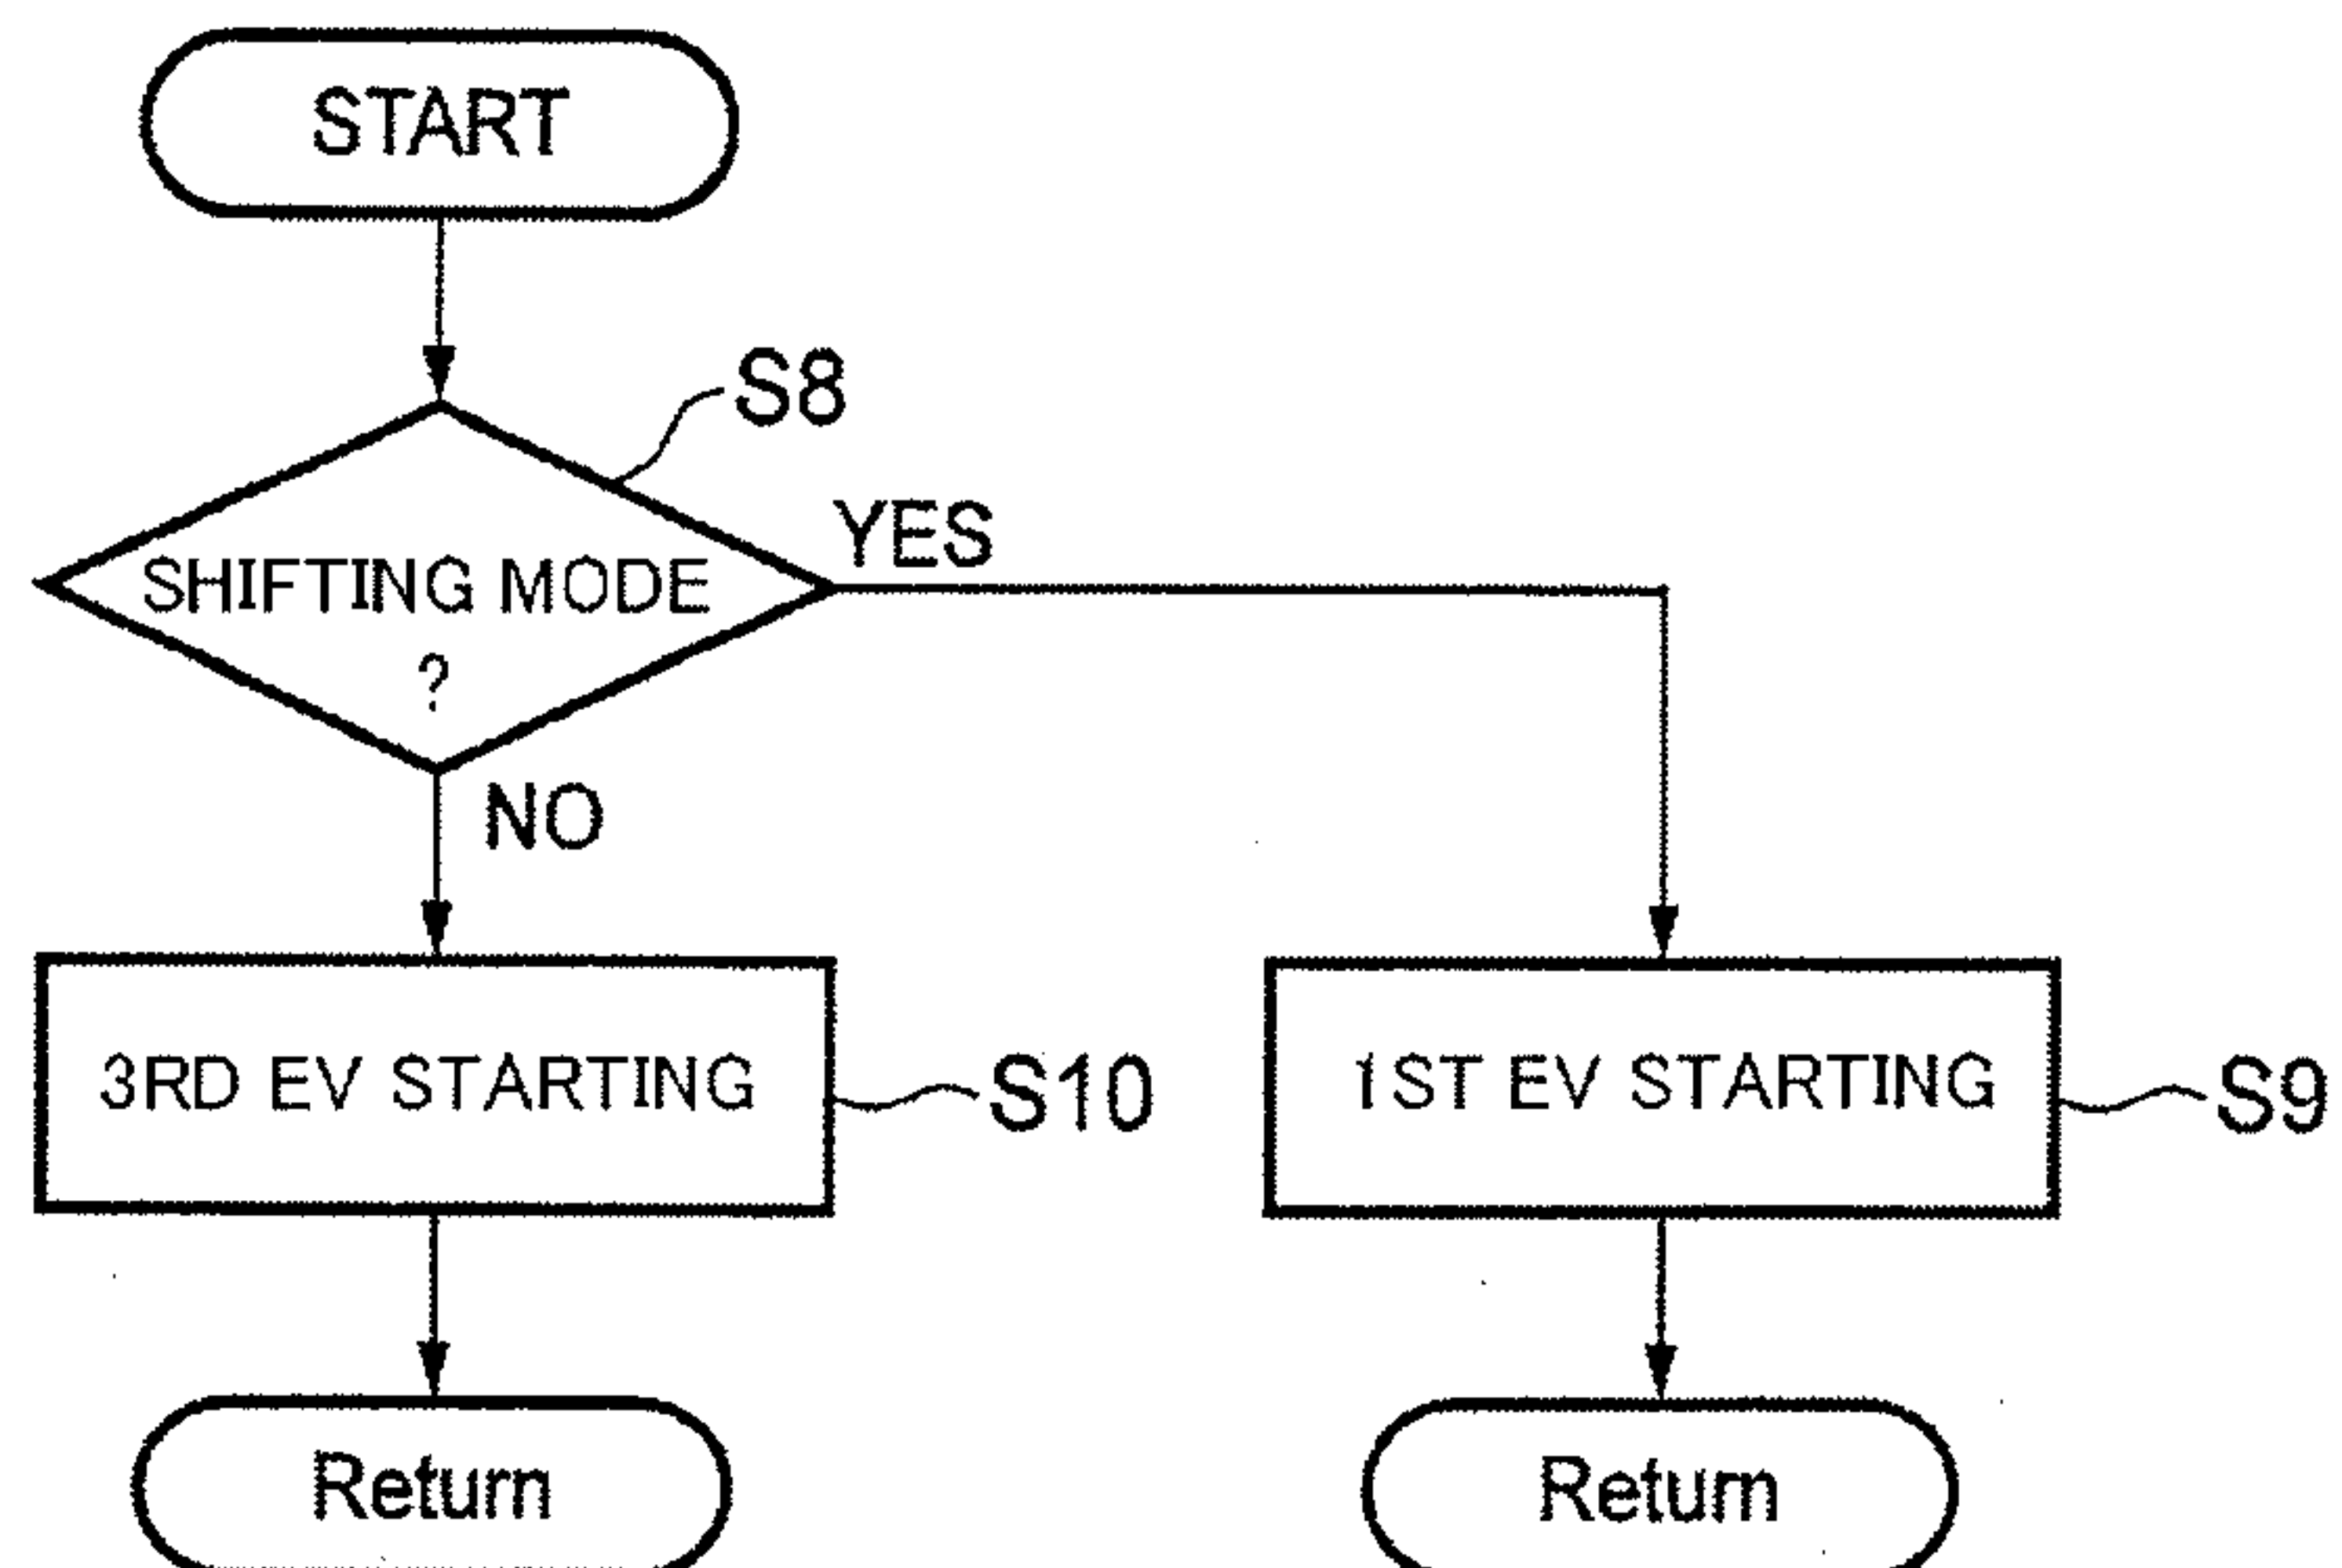 START
S8
YES
SHIFTING MODE
?
NO
3RD EV STARTING
S10
1ST EV STARTING
S9
Return
Return